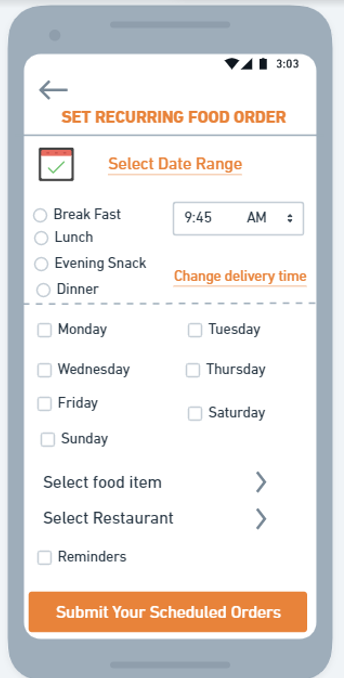 3:03
SET RECURRING FOOD ORDER
Select Date Range
Break Fast
9:45 AM
Lunch
Evening Snack
Change delivery time
Dinner
Monday Tuesday
Wednesday Thursday
Friday
Saturday
Sunday
Select food item
Select Restaurant
Reminders
Submit Your Scheduled Orders